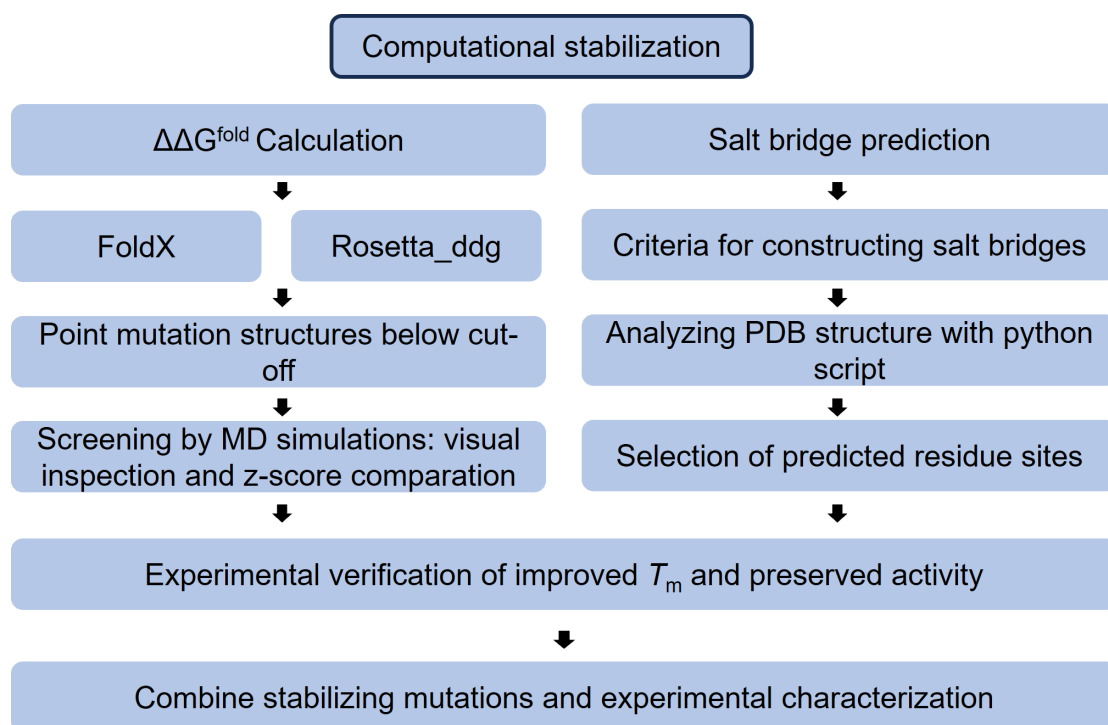 Computational stabilization
ΔΔG^fold Calculation
Salt bridge prediction
FoldX
Rosetta_ddg
Criteria for constructing salt bridges
Point mutation structures below cut-
off
Analyzing PDB structure with python
script
Screening by MD simulations: visual
inspection and z-score comparation
Selection of predicted residue sites
Experimental verification of improved Tm and preserved activity
Combine stabilizing mutations and experimental characterization